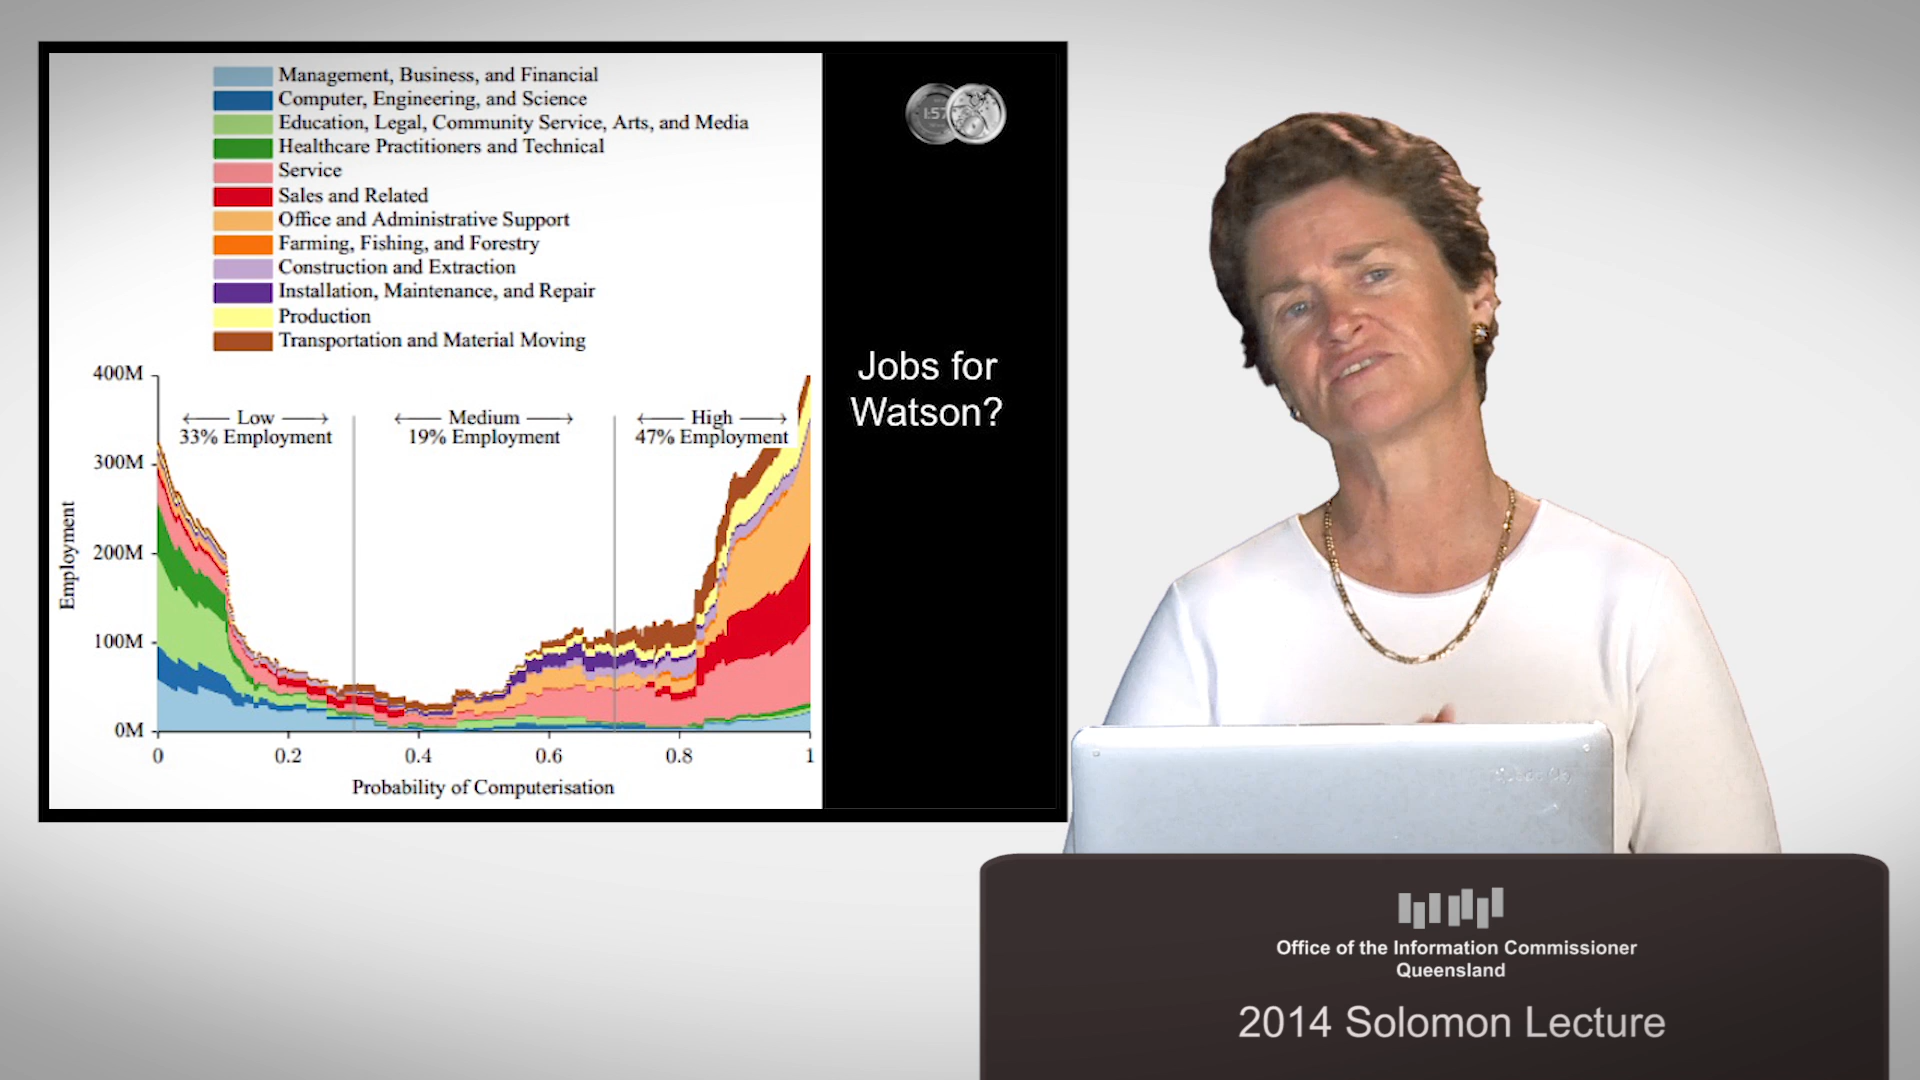 Management, Business, and Financial
Computer, Engineering, and Science
Education, Legal, Community Service, Arts, and Media
Healthcare Practitioners and Technical
Service
Sales and Related
Office and Administrative Support
Farming, Fishing, and Forestry
Construction and Extraction
Installation, Maintenance, and Repair
Production
Transportation and Material Moving
400M
300M
200M
100M
0M
Employment
Low
33% Employment
Medium
19% Employment
High
47% Employment
0
0.2
0.4
0.6
0.8
1
Probability of Computerisation
Jobs for
Watson?
Office of the Information Commissioner
Queensland
2014 Solomon Lecture